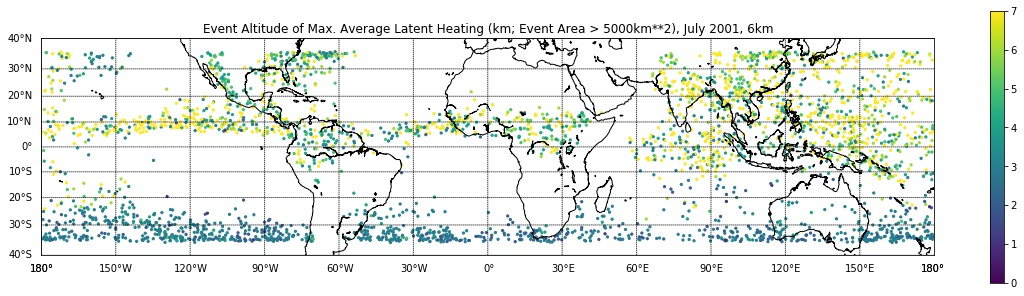 Event Altitude of Max. Average Latent Heating (km; Event Area > 5000km**2), July 2001, 6km
40°N
30°N
20°N
10°N
0°
10°S
20°S
30°S
40°S
180° 150°W 120°W 90°W 60°W 30°W 0° 30°E 60°E 90°E 120°E 150°E 180°
7
6
5
4
3
2
1
0